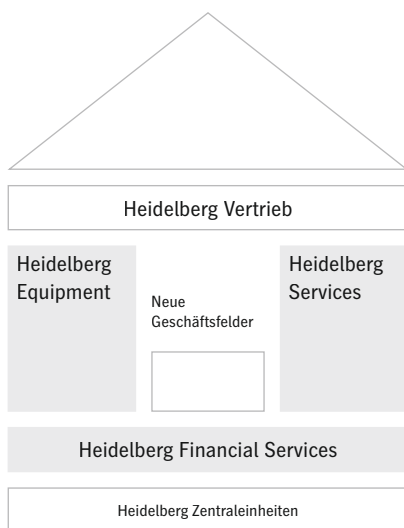 Heidelberg Vertrieb
Heidelberg
Equipment
Neue
Geschäftsfelder
Heidelberg
Services
Heidelberg Financial Services
Heidelberg Zentraleinheiten